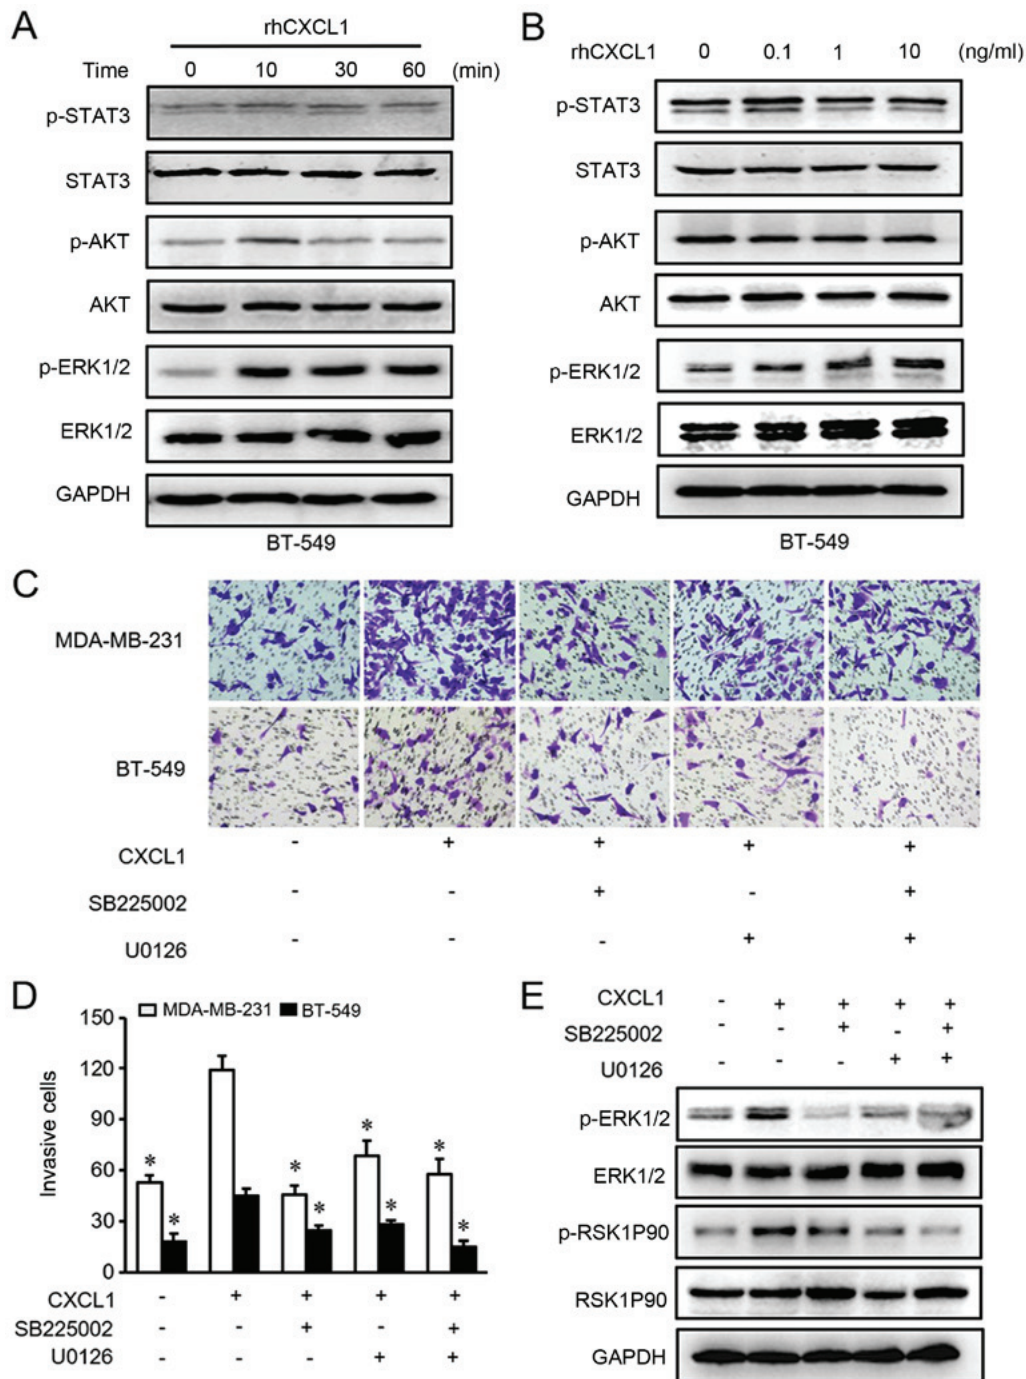 A
rhCXCL1
Time 0 10 30 60 (min)
p-STAT3
STAT3
p-AKT
AKT
p-ERK1/2
ERK1/2
GAPDH
BT-549
B
rhCXCL1 0 0.1 1 10 (ng/ml)
p-STAT3
STAT3
p-AKT
AKT
p-ERK1/2
ERK1/2
GAPDH
BT-549
C
MDA-MB-231
BT-549
CXCL1 - + + + +
SB225002 - - + - +
U0126 - - - + +
D
MDA-MB-231 BT-549
150
120
90
60
30
0
Invasive cells
* * * * * * * *
CXCL1 - + + + +
SB225002 - - + - +
U0126 - - - + +
E
CXCL1 - + + + +
SB225002 - - + - +
U0126 - - - + +
p-ERK1/2
ERK1/2
p-RSK1P90
RSK1P90
GAPDH